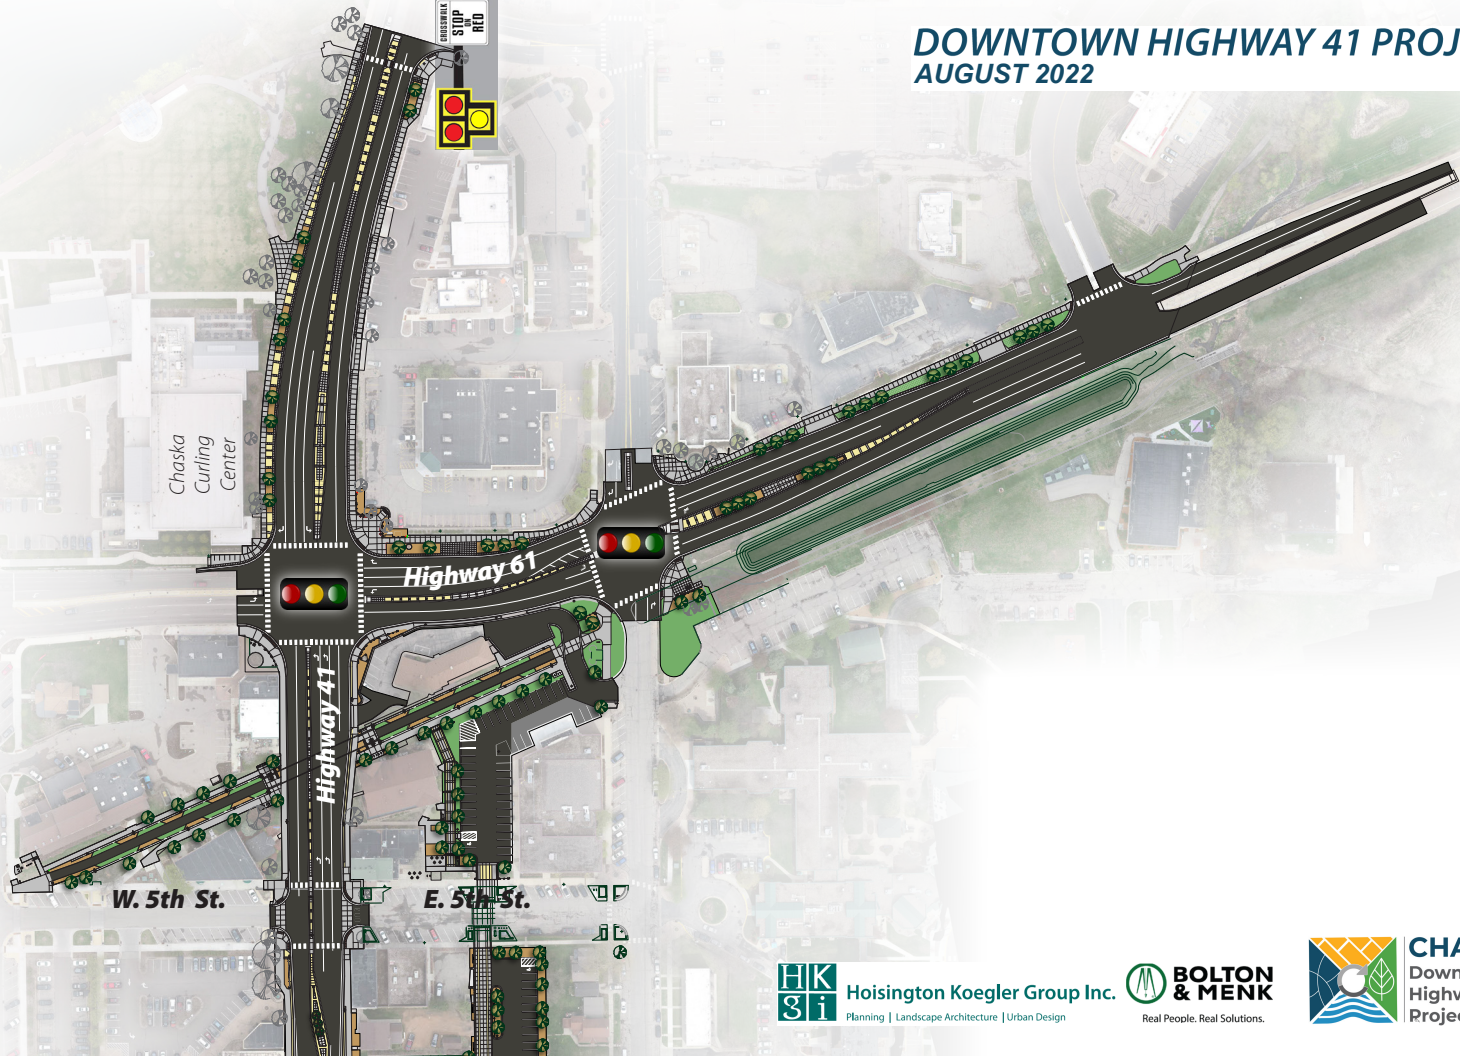 CROSSWALK
STOP
ON
RED
DOWNTOWN HIGHWAY 41 PROJ
AUGUST 2022
Chaska
Curling
Center
Highway 61
Highway 41
W. 5th St.
E. 5th St.
HK
gi
Hoisington Koegler Group Inc.
Planning | Landscape Architecture | Urban Design
BOLTON
& MENK
Real People. Real Solutions.
CHA
Down
Highw
Projec